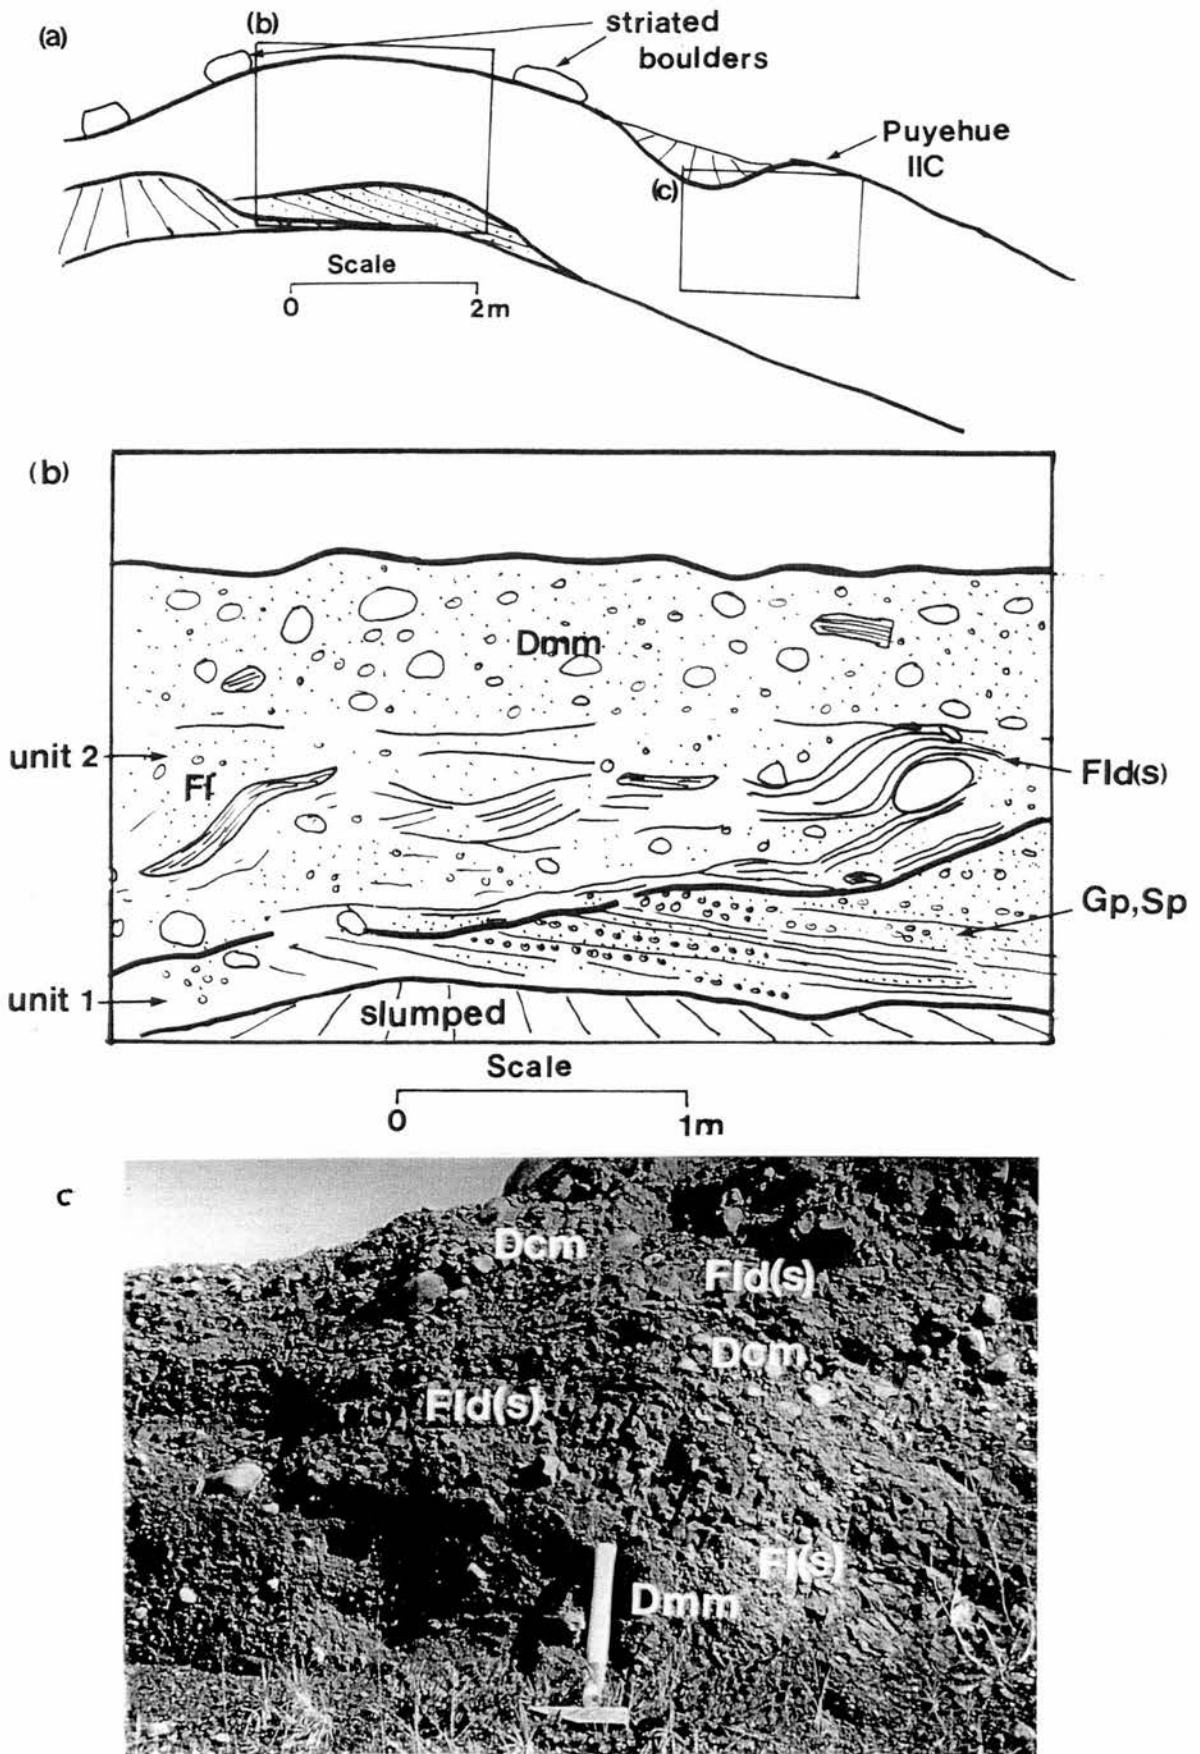 (a)
(b)
striated
boulders
Puyehue
IIC
(c)
Scale
0 2m
(b)
Dmm
unit 2
Ff
Fld(s)
Gp,Sp
unit 1
slumped
Scale
0 1m
c
Dcm
Fld(s)
Dcm
Fld(s)
Fl(s)
Dmm